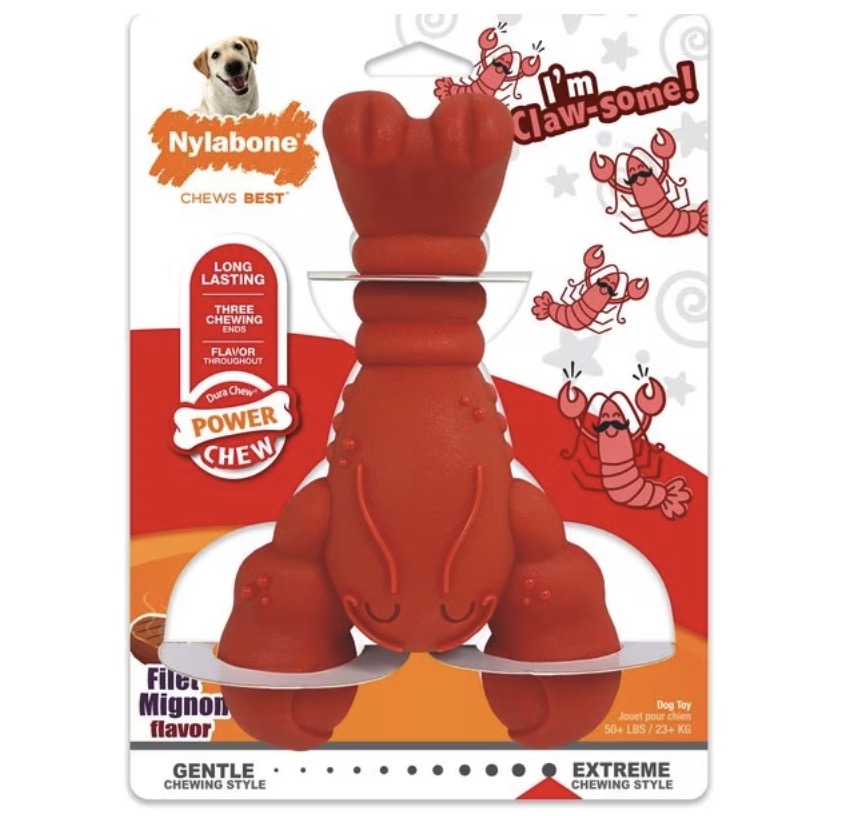 I'm
Claw-some!
Nylabone®
CHEWS BEST™
LONG
LASTING
THREE
CHEWING
ENDS
FLAVOR
THROUGHOUT
Dura Chew®
POWER
CHEW
Filet
Mignon
flavor
Dog Toy
Jouet pour chien
50+ LBS / 23+ KG
GENTLE
CHEWING STYLE
EXTREME
CHEWING STYLE